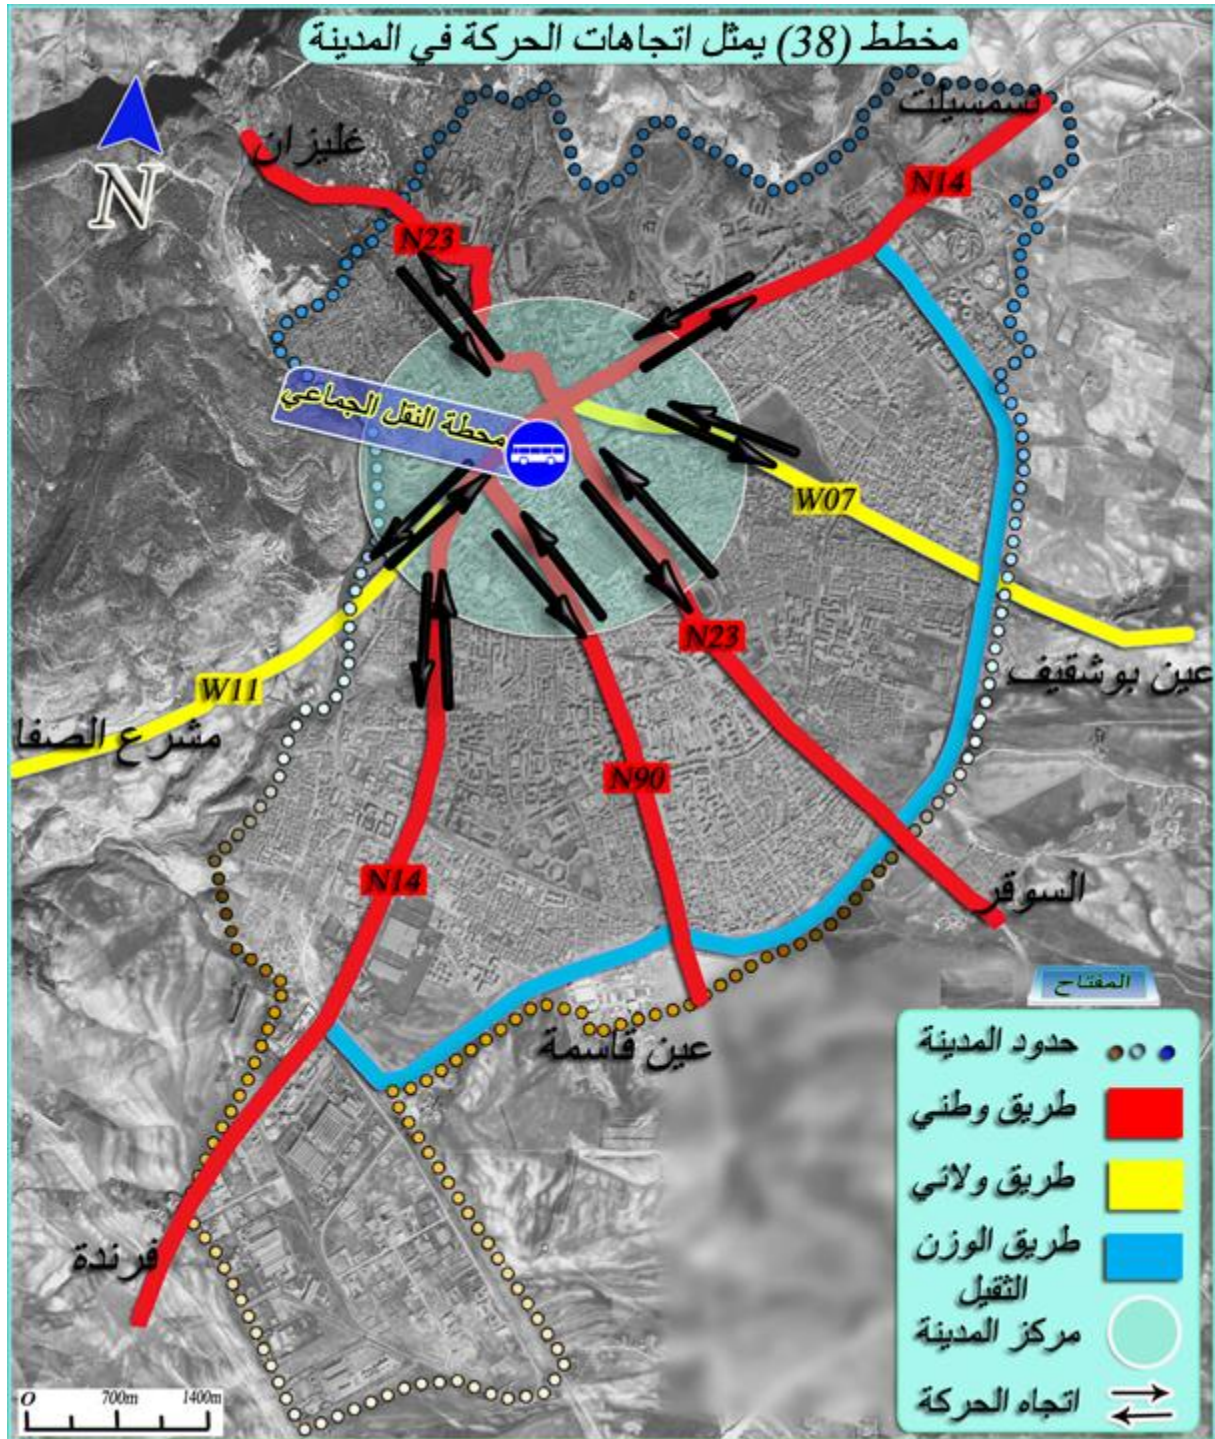 مخطط (38) يمثل اتجاهات الحركة في المدينة
تسمسيلت
غليزان
N
N14
N23
محطة النقل الجماعي
W07
N23
عين بوشقيف
W11
مشرع الصفا
N90
N14
السوقر
عين قاسمة
فرندة
المفتاح
حدود المدينة
طريق وطني
طريق ولائي
طريق الوزن
الثقيل
مركز المدينة
اتجاه الحركة
O 700m 1400m